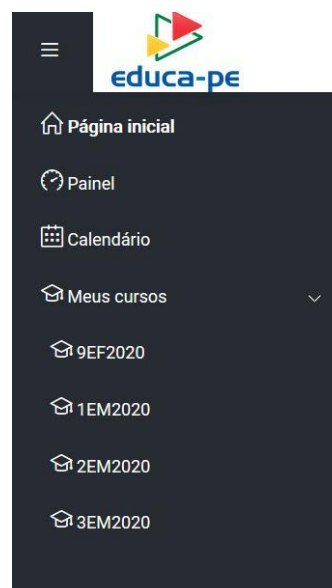 educa-pe
Página inicial
Painel
Calendário
Meus cursos
9EF2020
1EM2020
2EM2020
3EM2020